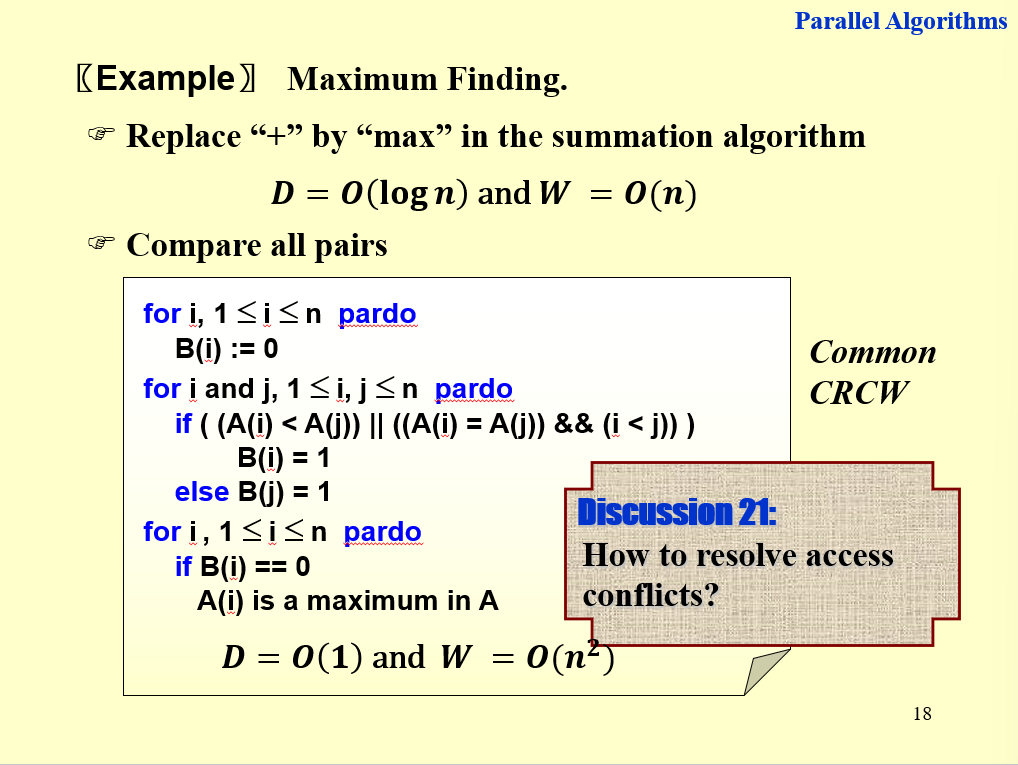 Parallel Algorithms
〖Example〗 Maximum Finding.
☞ Replace “+” by “max” in the summation algorithm
D = O(log n) and W = O(n)
☞ Compare all pairs
for i, 1 ≤ i ≤ n pardo
B(i) := 0
for i and j, 1 ≤ i, j ≤ n pardo
if ( (A(i) < A(j)) || ((A(i) = A(j)) && (i < j)) )
B(i) = 1
else B(j) = 1
for i , 1 ≤ i ≤ n pardo
if B(i) == 0
A(i) is a maximum in A
D = O(1) and W = O(n²)
Common
CRCW
Discussion 21:
How to resolve access
conflicts?
18